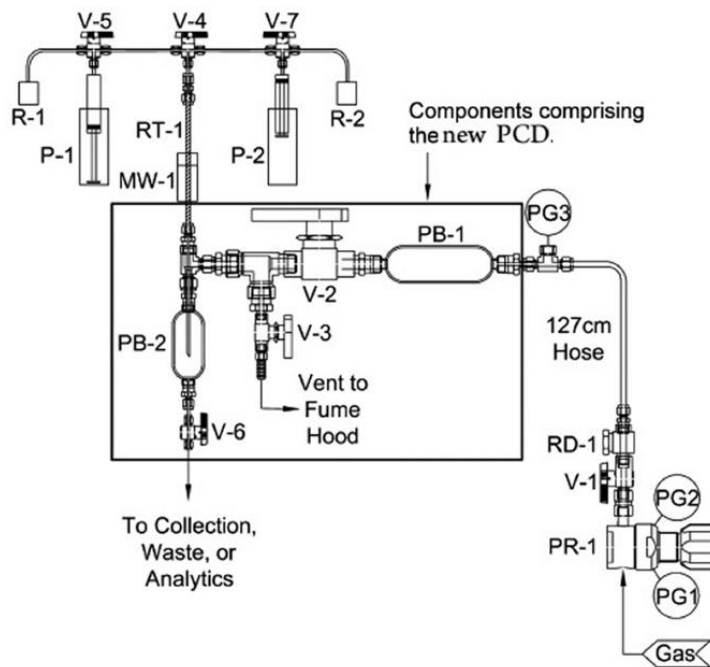 V-5
V-4
V-7
R-1
R-2
P-1
RT-1
P-2
MW-1
Components comprising
the new PCD.
PG3
PB-1
V-2
PB-2
V-3
127cm
Hose
Vent to
Fume
Hood
V-6
RD-1
V-1
PG2
PR-1
PG1
To Collection,
Waste, or
Analytics
Gas